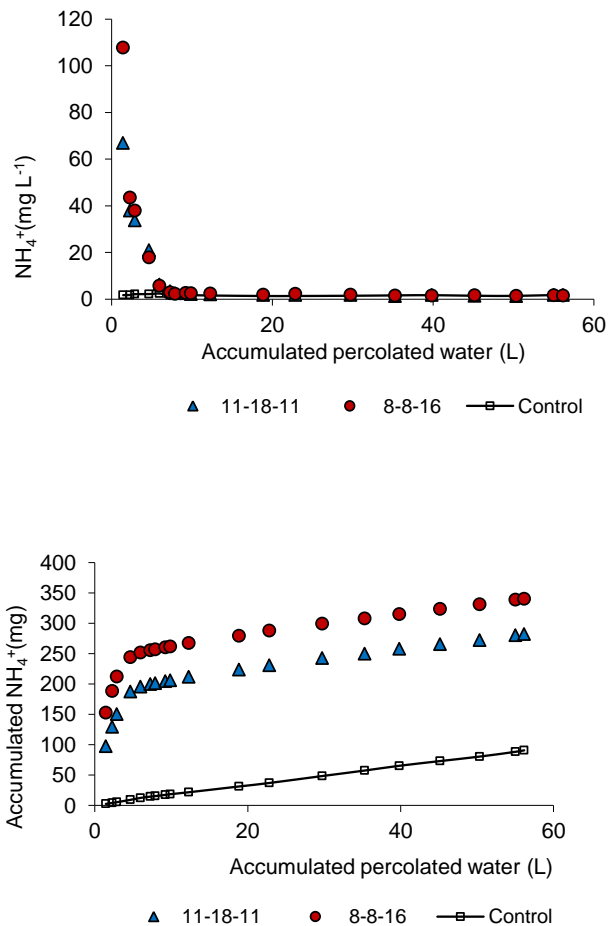 120
100
80
60
40
20
0
NH₄⁺(mg L⁻¹)
0 20 40 60
Accumulated percolated water (L)
11-18-11 8-8-16 Control
400
350
300
250
200
150
100
50
0
Accumulated NH₄⁺(mg)
0 20 40 60
Accumulated percolated water (L)
11-18-11 8-8-16 Control